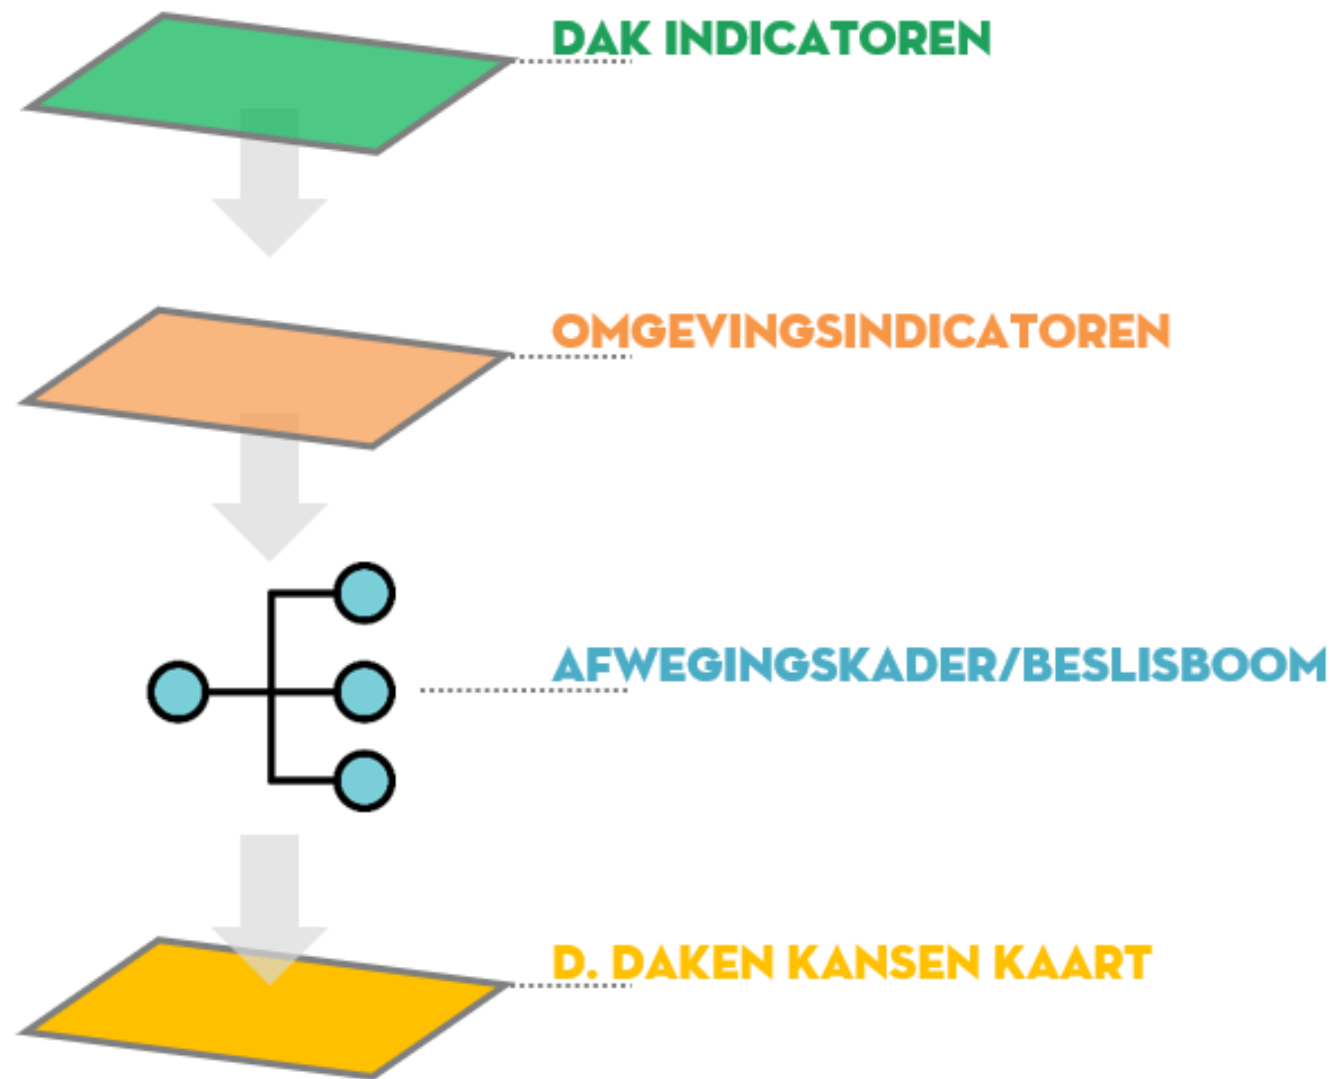 DAK INDICATOREN
OMGEVINGSINDICATOREN
AFWEGINGSKADER/BESLISBOOM
D. DAKEN KANSEN KAART